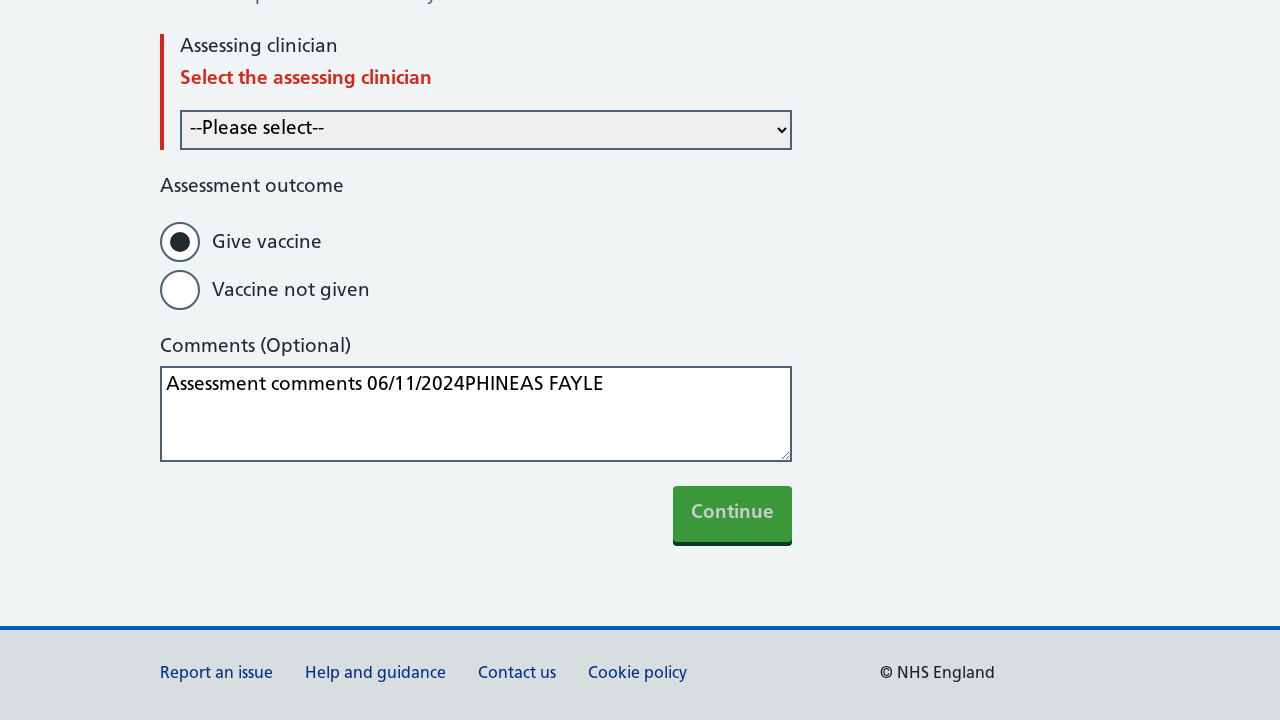 Assessing clinician
Select the assessing clinician
--Please select--
Assessment outcome
Give vaccine
Vaccine not given
Comments (Optional)
Assessment comments 06/11/2024PHINEAS FAYLE
Continue
Report an issue Help and guidance Contact us Cookie policy © NHS England